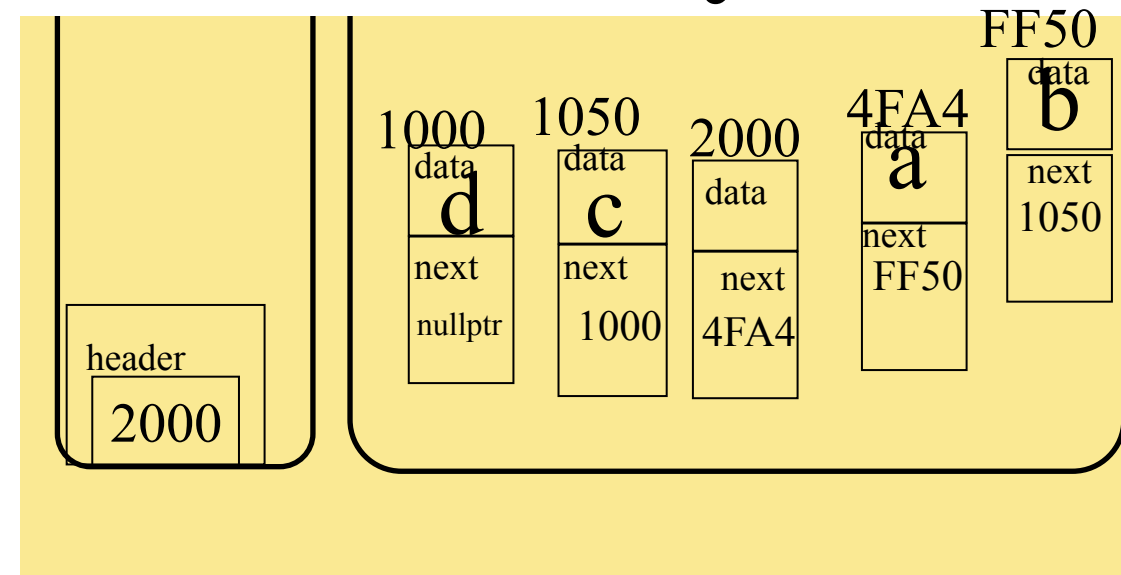 header
2000
1000
data
d
next
nullptr
1050
data
c
next
1000
2000
data
next
4FA4
4FA4
data
a
next
FF50
FF50
data
b
next
1050